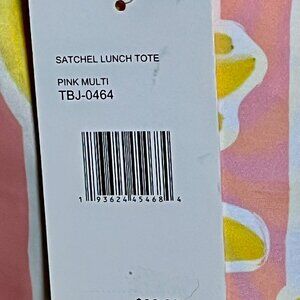 SATCHEL LUNCH TOTE
PINK MULTI
TBJ-0464
1 93624 45468 4